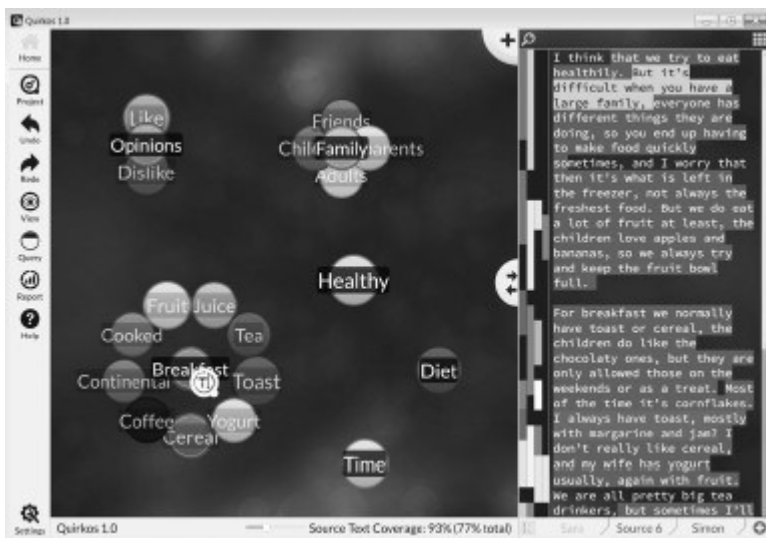 Quirkos 1.0
Home
Project
Undo
Redo
View
Query
Report
Help
Settings
Like
Opinions
Dislike
Friends
Family
Adults
Healthy
Fruit Juice
Cooked
Tea
Breakfast
Continental
Toast
Diet
Coffee
Yogurt
Cereal
Time
I think that we try to eat
healthily. But it's
difficult when you have a
large family, everyone has
different things they are
doing, so you end up having
to make food quickly
sometimes, and I worry that
then it's what is left in
the freezer, not always the
freshest food. But we do eat
a lot of fruit at least, the
children love apples and
bananas, so we always try
and keep the fruit bowl
full.
For breakfast we normally
have toast or cereal, the
children do like the
chocolaty ones, but they are
only allowed those on the
weekends or as a treat. Most
of the time it's cornflakes.
I always have toast, mostly
with margarine and jam? I
don't really like cereal,
and my wife has yogurt
usually, again with fruit.
We are all pretty big tea
drinkers, but sometimes I'll
Quirkos 1.0
Source Text Coverage: 93% (77% total)
Sara
Source 6
Simon